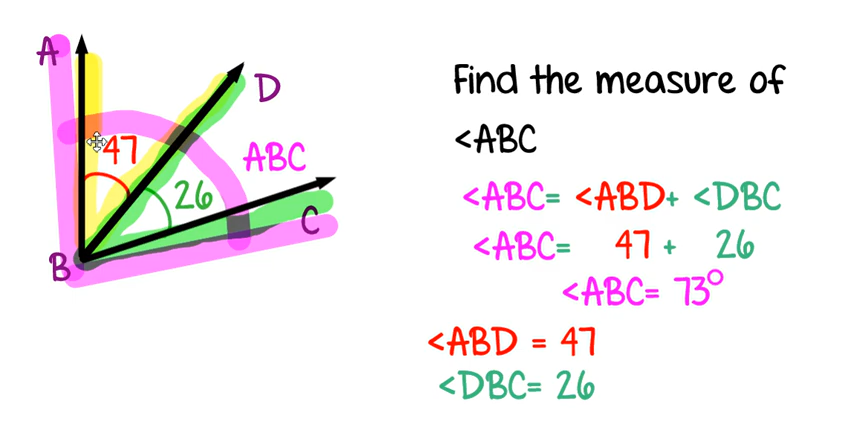 A
D
47
ABC
26
C
B
Find the measure of
<ABC
<ABC= <ABD+ <DBC
<ABC= 47 + 26
<ABC= 73°
<ABD = 47
<DBC= 26